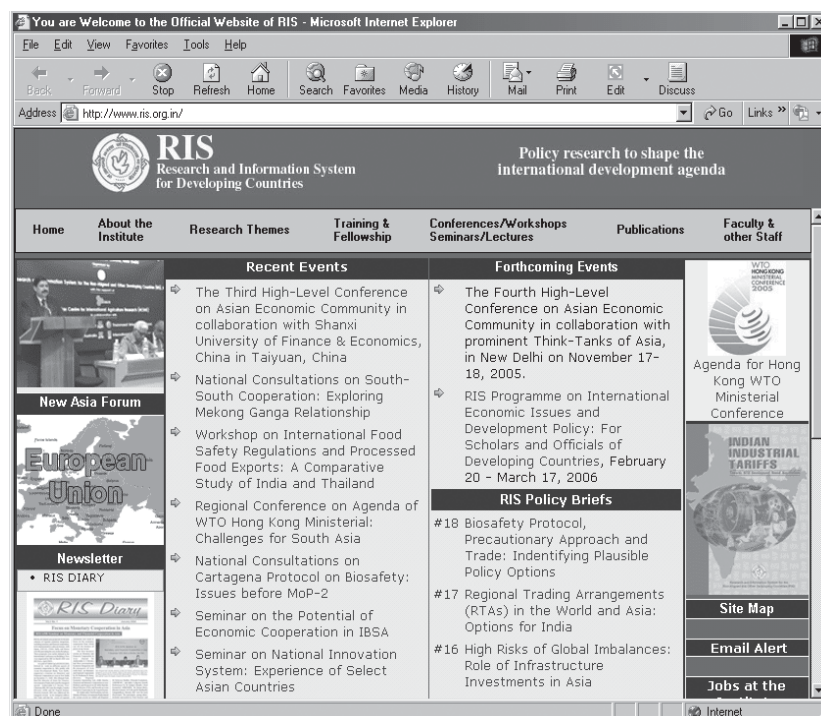 You are Welcome to the Official Website of RIS - Microsoft Internet Explorer
File Edit View Favorites Tools Help
Back Forward Stop Refresh Home Search Favorites Media History Mail Print Edit Discuss
Address http://www.ris.org.in/ Go Links »
RIS
Research and Information System
for Developing Countries
Policy research to shape the
international development agenda
Home
About the
Institute
Research Themes
Training &
Fellowship
Conferences/Workshops
Seminars/Lectures
Publications
Faculty &
other Staff
New Asia Forum
European
Union
Newsletter
• RIS DIARY
RIS Diary
Recent Events
The Third High-Level Conference
on Asian Economic Community in
collaboration with Shanxi
University of Finance & Economics,
China in Taiyuan, China
National Consultations on South-
South Cooperation: Exploring
Mekong Ganga Relationship
Workshop on International Food
Safety Regulations and Processed
Food Exports: A Comparative
Study of India and Thailand
Regional Conference on Agenda of
WTO Hong Kong Ministerial:
Challenges for South Asia
National Consultations on
Cartagena Protocol on Biosafety:
Issues before MoP-2
Seminar on the Potential of
Economic Cooperation in IBSA
Seminar on National Innovation
System: Experience of Select
Asian Countries
Forthcoming Events
The Fourth High-Level
Conference on Asian Economic
Community in collaboration with
prominent Think-Tanks of Asia,
in New Delhi on November 17-
18, 2005.
RIS Programme on International
Economic Issues and
Development Policy: For
Scholars and Officials of
Developing Countries, February
20 - March 17, 2006
RIS Policy Briefs
#18 Biosafety Protocol,
Precautionary Approach and
Trade: Indentifying Plausible
Policy Options
#17 Regional Trading Arrangements
(RTAs) in the World and Asia:
Options for India
#16 High Risks of Global Imbalances:
Role of Infrastructure
Investments in Asia
WTO
HONG KONG
MINISTERIAL
CONFERENCE
2005
Agenda for Hong
Kong WTO
Ministerial
Conference
INDIAN
INDUSTRIAL
TARIFFS
Site Map
Email Alert
Jobs at the
Done Internet